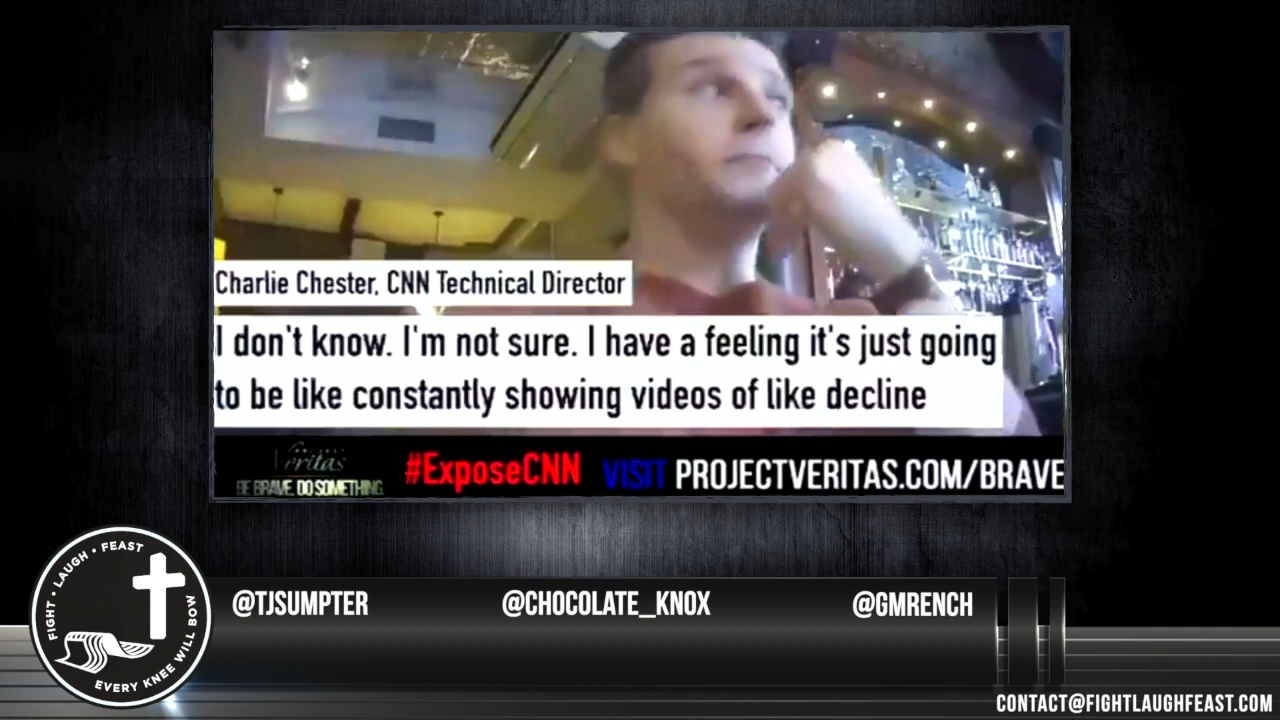 Charlie Chester, CNN Technical Director
I don't know. I'm not sure. I have a feeling it's just going
to be like constantly showing videos of like decline
Veritas
BE BRAVE. DO SOMETHING.
#ExposeCNN
VISIT PROJECTVERITAS.COM/BRAVE
FIGHT • LAUGH • FEAST
EVERY KNEE WILL BOW
@TJSUMPTER
@CHOCOLATE_KNOX
@GMRENCH
CONTACT@FIGHTLAUGHFEAST.COM